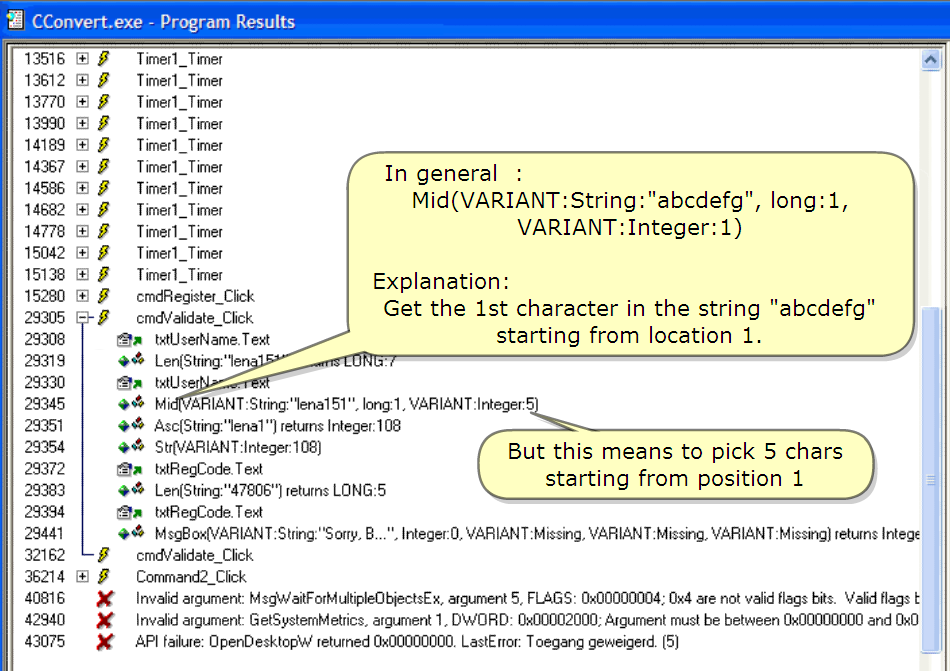 CConvert.exe - Program Results
13516 Timer1_Timer
13612 Timer1_Timer
13770 Timer1_Timer
13990 Timer1_Timer
14189 Timer1_Timer
14367 Timer1_Timer
14586 Timer1_Timer
14682 Timer1_Timer
14778 Timer1_Timer
15042 Timer1_Timer
15138 Timer1_Timer
15280 cmdRegister_Click
29305 cmdValidate_Click
29308 txtUserName.Text
29319 Len(String:"lena151" LONG:7
29330 txtUserName.Text
29345 Mid(VARIANT:String:"lena151", long:1, VARIANT:Integer:5)
29351 Asc(String:"lena1") returns Integer:108
29354 Str(VARIANT:Integer:108)
29372 txtRegCode.Text
29383 Len(String:"47806") returns LONG:5
29394 txtRegCode.Text
29441 MsgBox(VARIANT:String:"Sorry, B...", Integer:0, VARIANT:Missing, VARIANT:Missing, VARIANT:Missing) returns Intege
32162 cmdValidate_Click
36214 Command2_Click
40816 Invalid argument: MsgWaitForMultipleObjectsEx, argument 5, FLAGS: 0x00000004; 0x4 are not valid flags bits. Valid flags b
42940 Invalid argument: GetSystemMetrics, argument 1, DWORD: 0x00002000; Argument must be between 0x00000000 and 0x0
43075 API failure: OpenDesktopW returned 0x00000000. LastError: Toegang geweigerd. (5)
In general :
Mid(VARIANT:String:"abcdefg", long:1,
VARIANT:Integer:1)
Explanation:
Get the 1st character in the string "abcdefg"
starting from location 1.
But this means to pick 5 chars
starting from position 1